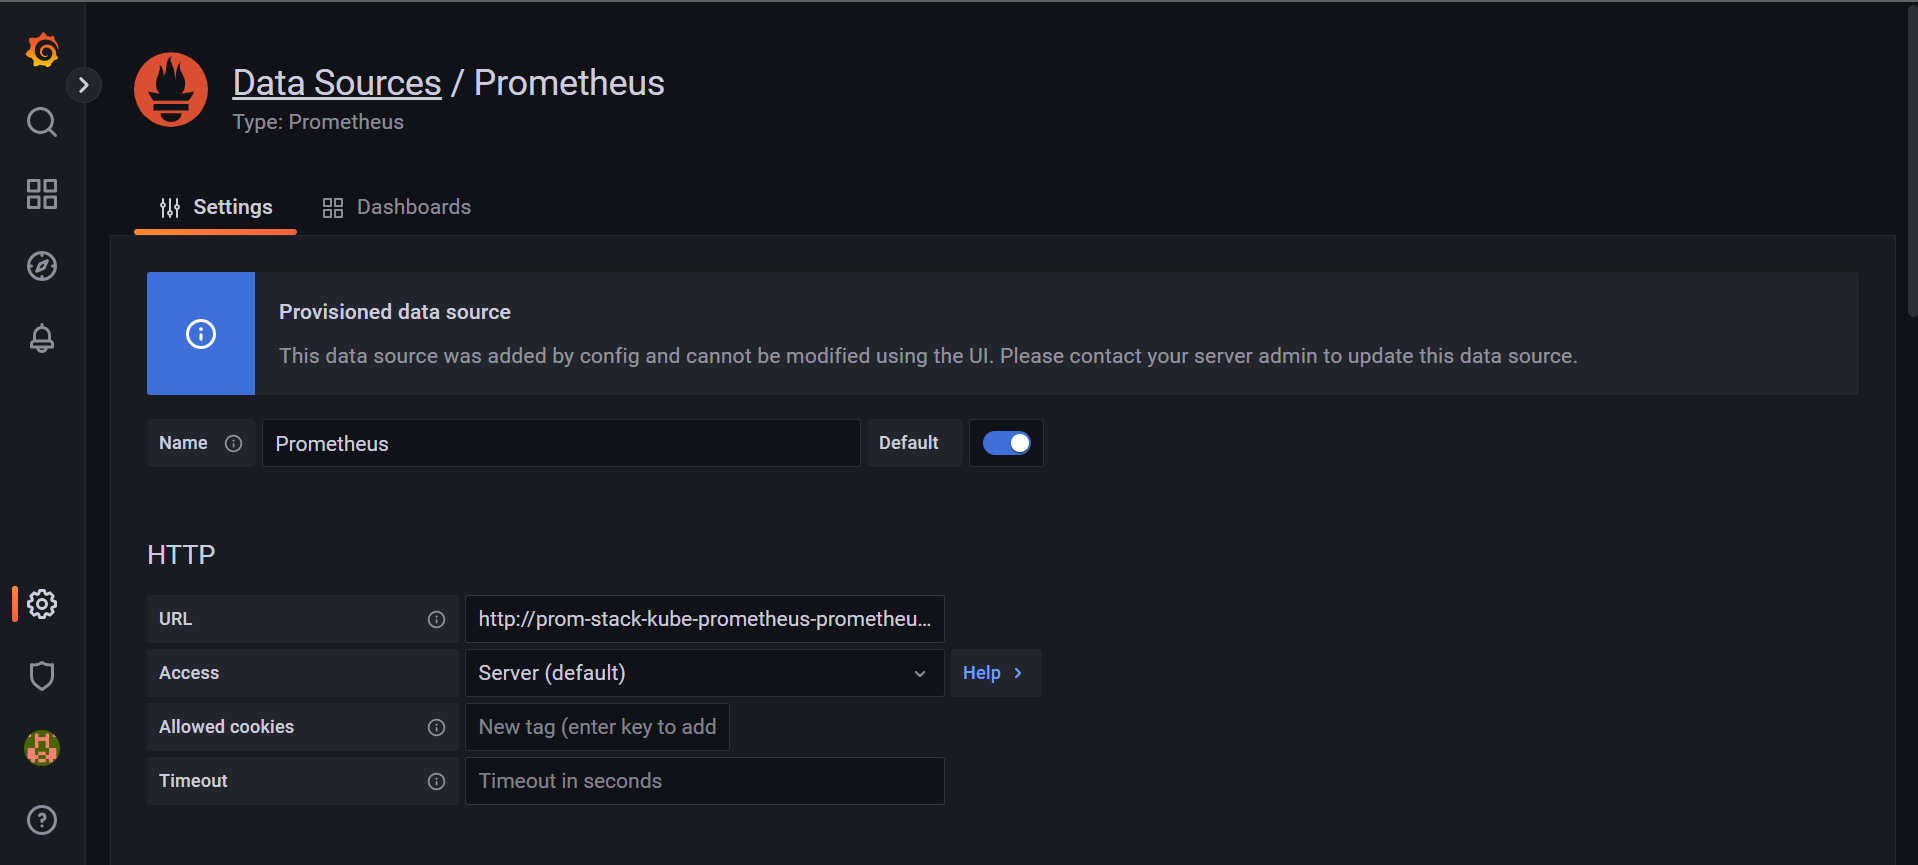 Data Sources / Prometheus
Type: Prometheus
Settings Dashboards
Provisioned data source
This data source was added by config and cannot be modified using the UI. Please contact your server admin to update this data source.
Name Prometheus Default
HTTP
URL http://prom-stack-kube-prometheus-prometheu...
Access Server (default) Help
Allowed cookies New tag (enter key to add
Timeout Timeout in seconds